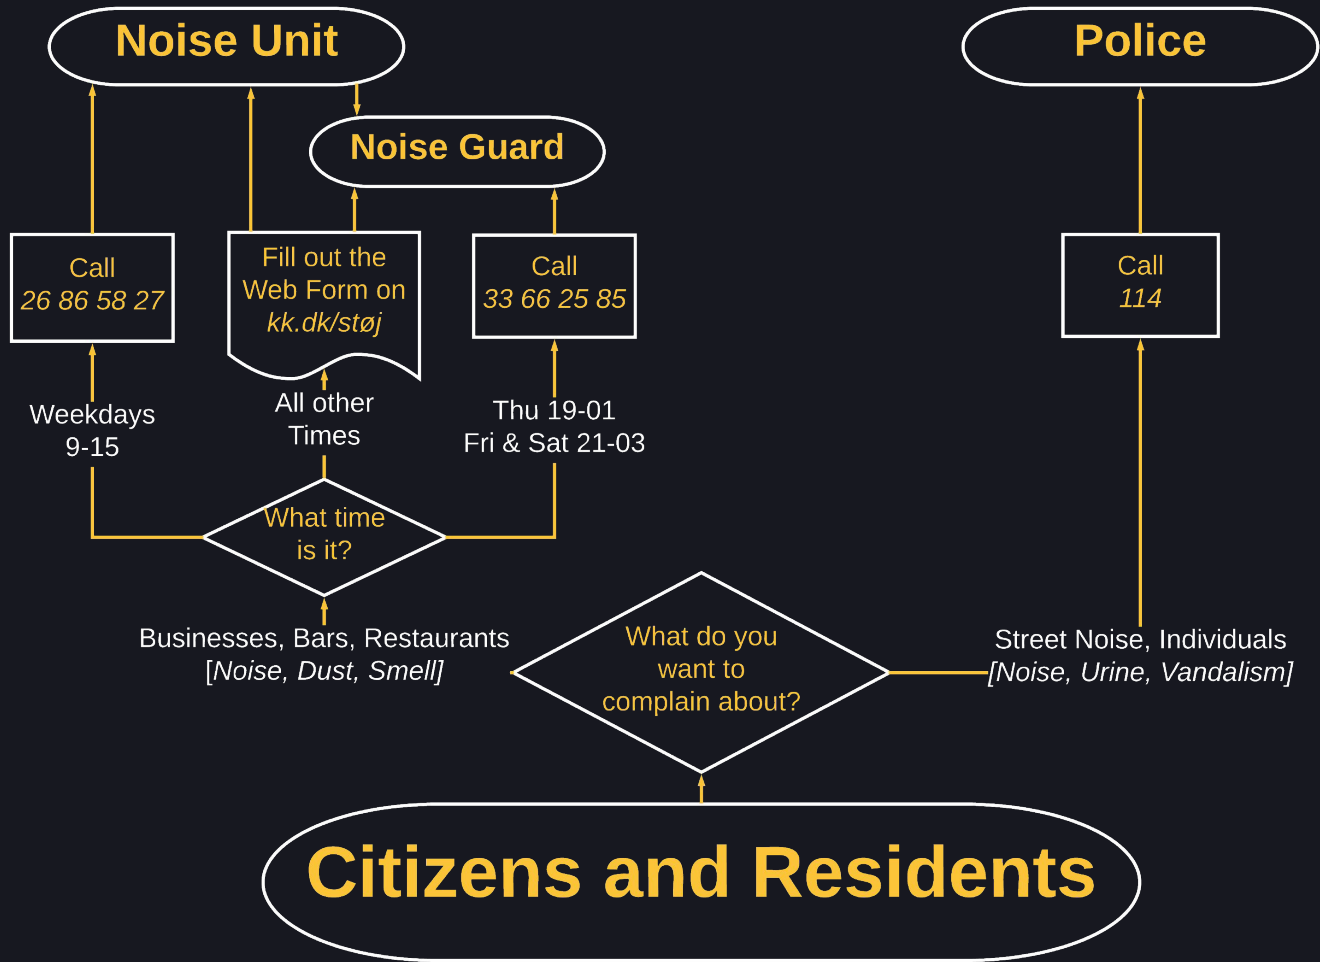 Noise Unit
Police
Noise Guard
Call
26 86 58 27
Fill out the
Web Form on
kk.dk/støj
Call
33 66 25 85
Call
114
Weekdays
9-15
All other
Times
Thu 19-01
Fri & Sat 21-03
What time
is it?
Businesses, Bars, Restaurants
[Noise, Dust, Smell]
What do you
want to
complain about?
Street Noise, Individuals
[Noise, Urine, Vandalism]
Citizens and Residents